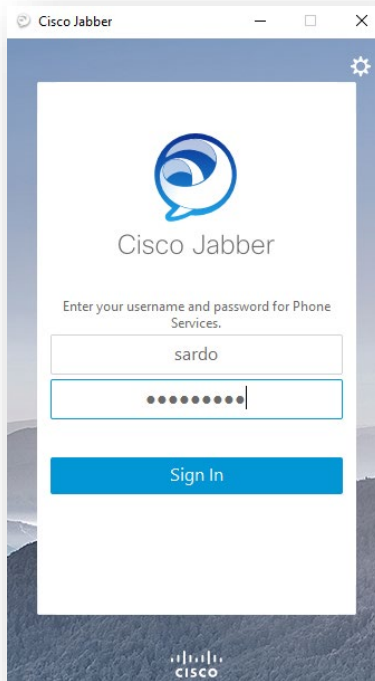 Cisco Jabber
Cisco Jabber
Enter your username and password for Phone
Services.
sardo
●●●●●●●●●
Sign In
CISCO